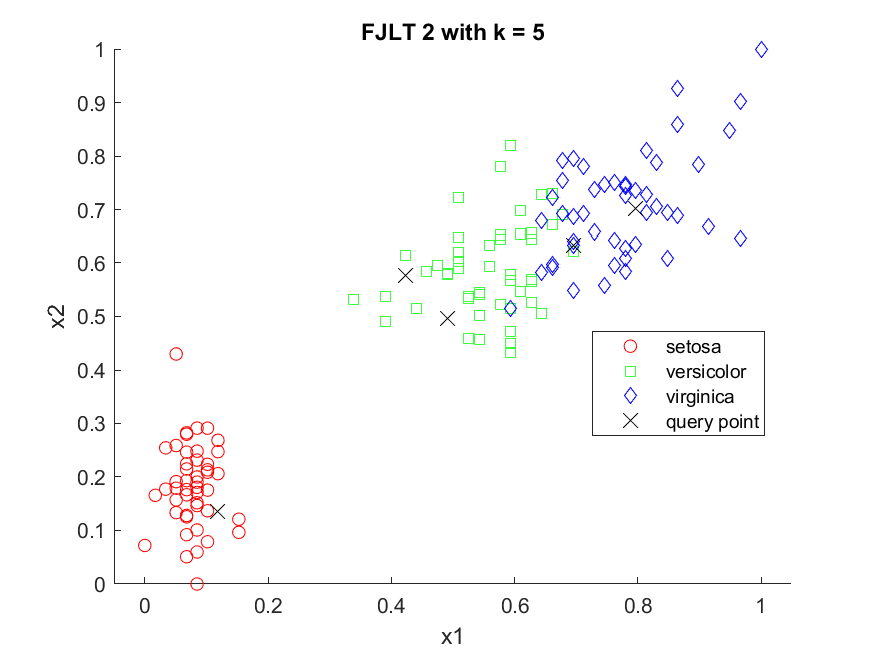 FJLT 2 with k = 5
1
0.9
0.8
0.7
0.6
0.5
0.4
0.3
0.2
0.1
0
x2
setosa
versicolor
virginica
query point
0 0.2 0.4 0.6 0.8 1
x1